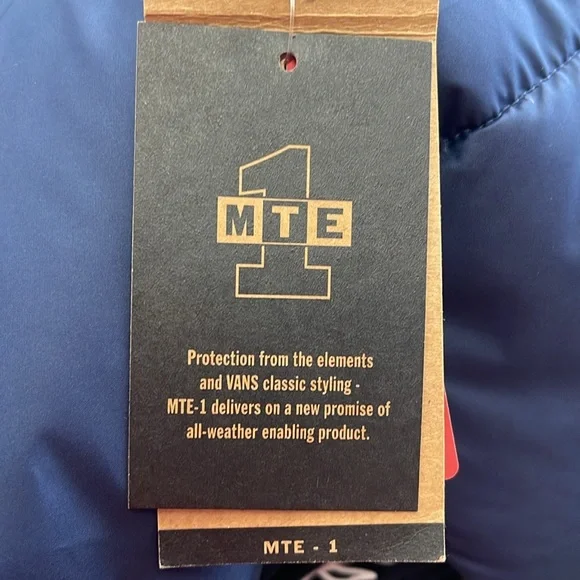 1
MTE
Protection from the elements
and VANS classic styling -
MTE-1 delivers on a new promise of
all-weather enabling product.
MTE - 1